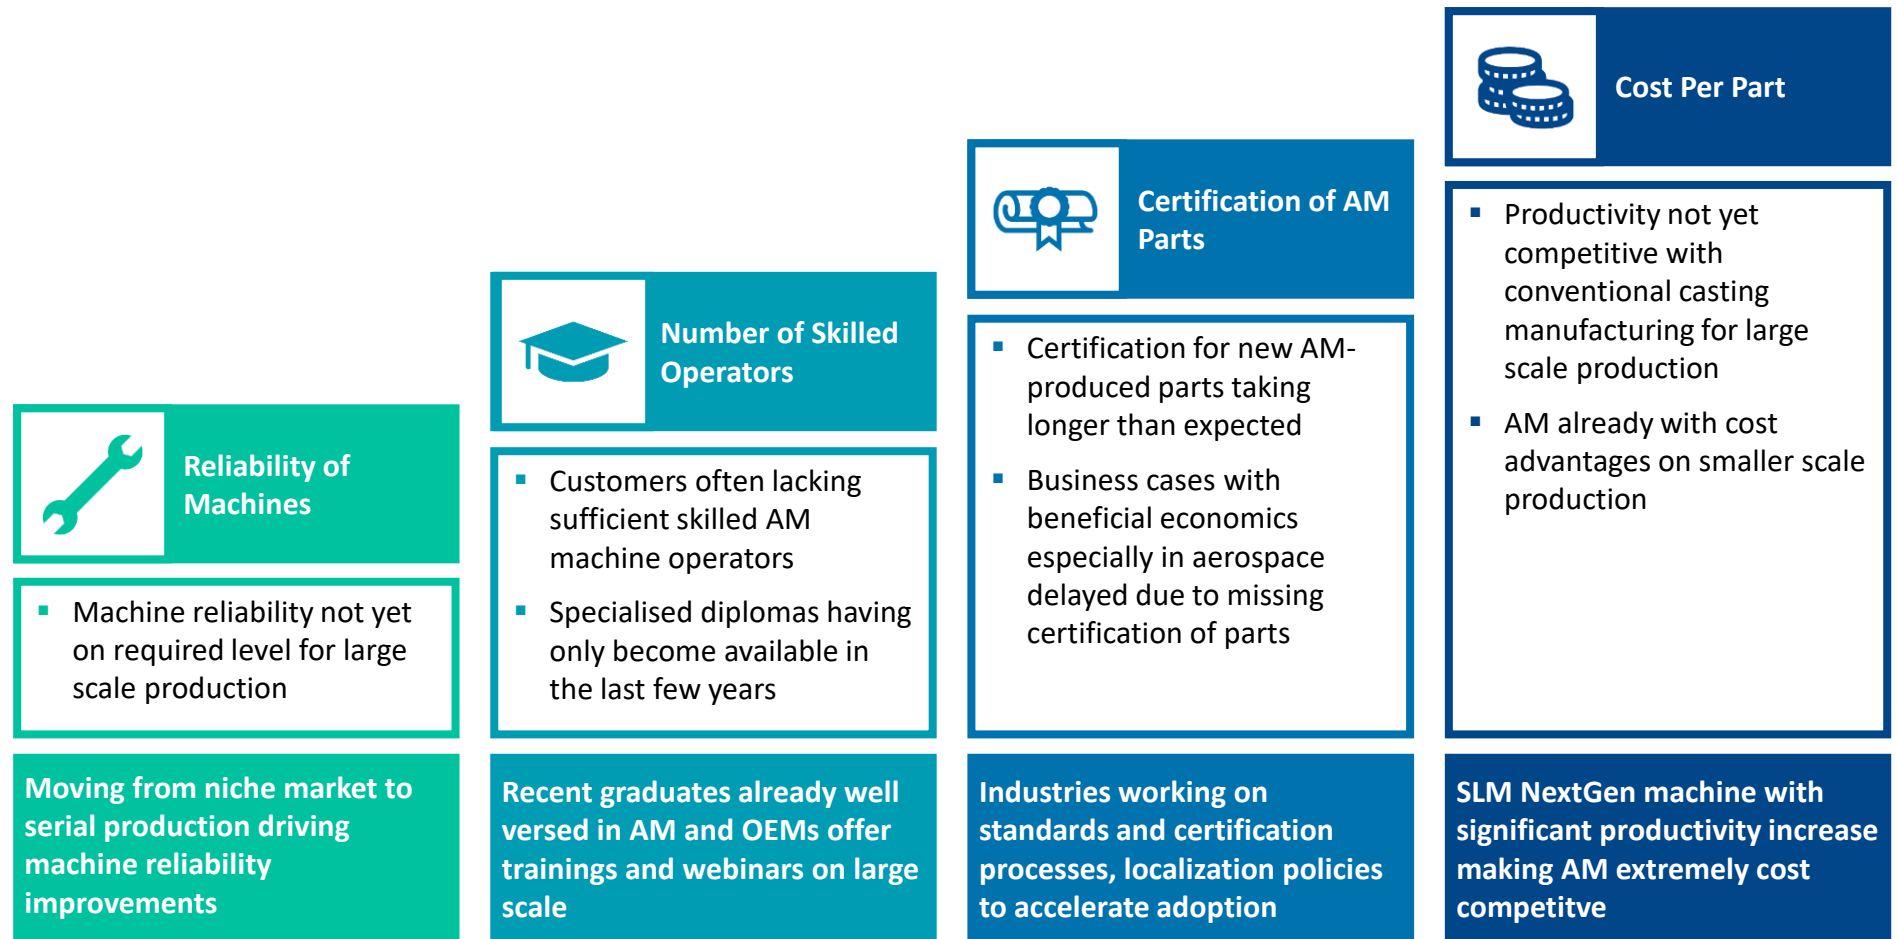 Reliability of
Machines
▪ Machine reliability not yet
on required level for large
scale production
Moving from niche market to
serial production driving
machine reliability
improvements
Number of Skilled
Operators
▪ Customers often lacking
sufficient skilled AM
machine operators
▪ Specialised diplomas having
only become available in
the last few years
Recent graduates already well
versed in AM and OEMs offer
trainings and webinars on large
scale
Certification of AM
Parts
▪ Certification for new AM-
produced parts taking
longer than expected
▪ Business cases with
beneficial economics
especially in aerospace
delayed due to missing
certification of parts
Industries working on
standards and certification
processes, localization policies
to accelerate adoption
Cost Per Part
▪ Productivity not yet
competitive with
conventional casting
manufacturing for large
scale production
▪ AM already with cost
advantages on smaller scale
production
SLM NextGen machine with
significant productivity increase
making AM extremely cost
competitve